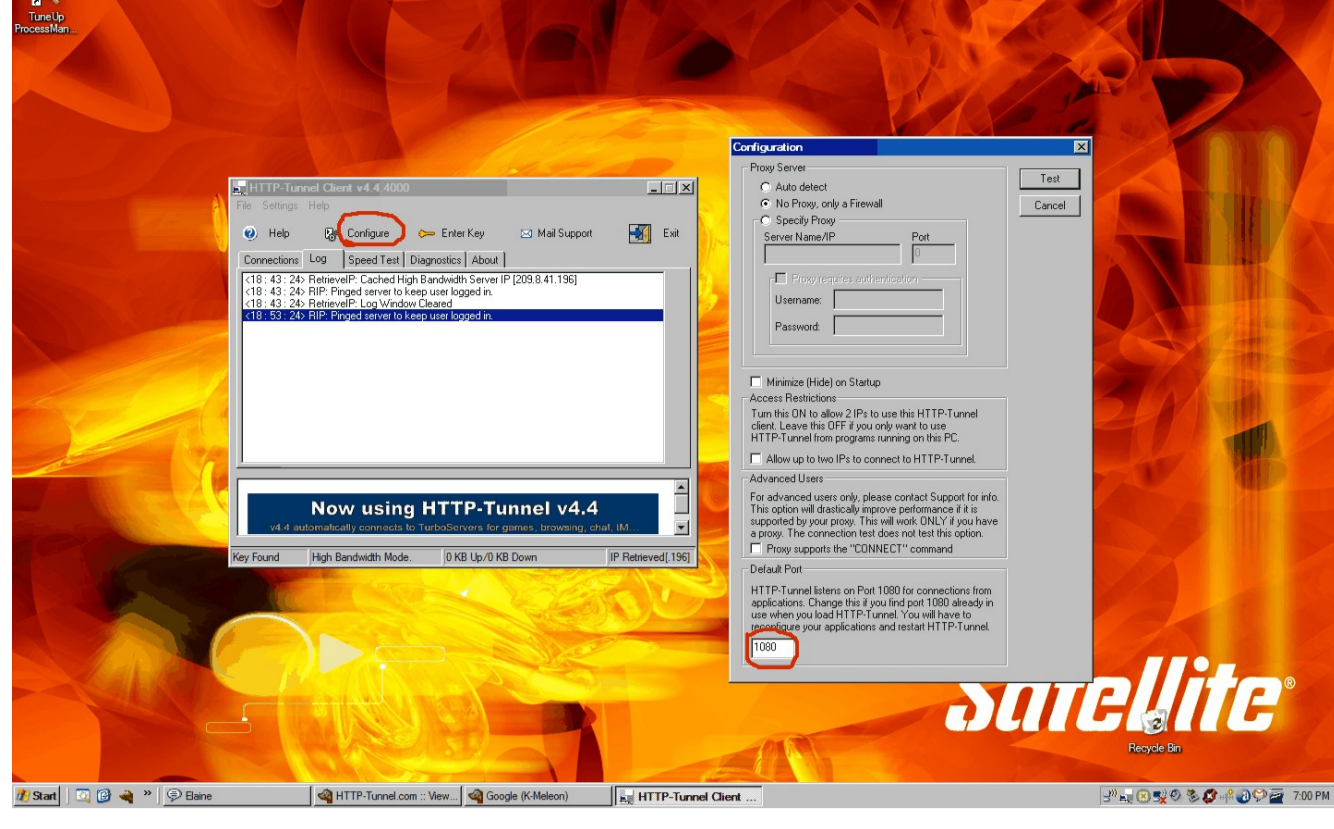 TuneUp
ProcessMan...
HTTP-Tunnel Client v4.4.4000
File Settings Help
Help Configure Enter Key Mail Support Exit
Connections Log Speed Test Diagnostics About
<18 : 43 : 24> RetrieveIP: Cached High Bandwidth Server IP [209.8.41.196]
<18 : 43 : 24> RIP: Pinged server to keep user logged in.
<18 : 43 : 24> RetrieveIP: Log Window Cleared
<18 : 53 : 24> RIP: Pinged server to keep user logged in.
Now using HTTP-Tunnel v4.4
v4.4 automatically connects to TurboServers for games, browsing, chat, IM...
Key Found High Bandwidth Mode. 0 KB Up/0 KB Down IP Retrieved[.196]
Configuration
Proxy Server
Auto detect
No Proxy, only a Firewall
Specify Proxy
Server Name/IP Port
0
Proxy requires authentication
Username:
Password:
Test
Cancel
Minimize (Hide) on Startup
Access Restrictions
Turn this ON to allow 2 IPs to use this HTTP-Tunnel
client. Leave this OFF if you only want to use
HTTP-Tunnel from programs running on this PC.
Allow up to two IPs to connect to HTTP-Tunnel.
Advanced Users
For advanced users only, please contact Support for info.
This option will drastically improve performance if it is
supported by your proxy. This will work ONLY if you have
a proxy. The connection test does not test this option.
Proxy supports the "CONNECT" command
Default Port
HTTP-Tunnel listens on Port 1080 for connections from
applications. Change this if you find port 1080 already in
use when you load HTTP-Tunnel. You will have to
reconfigure your applications and restart HTTP-Tunnel.
1080
Satellite®
Recycle Bin
Start » Elaine HTTP-Tunnel.com :: View... Google (K-Meleon) HTTP-Tunnel Client ... 7:00 PM